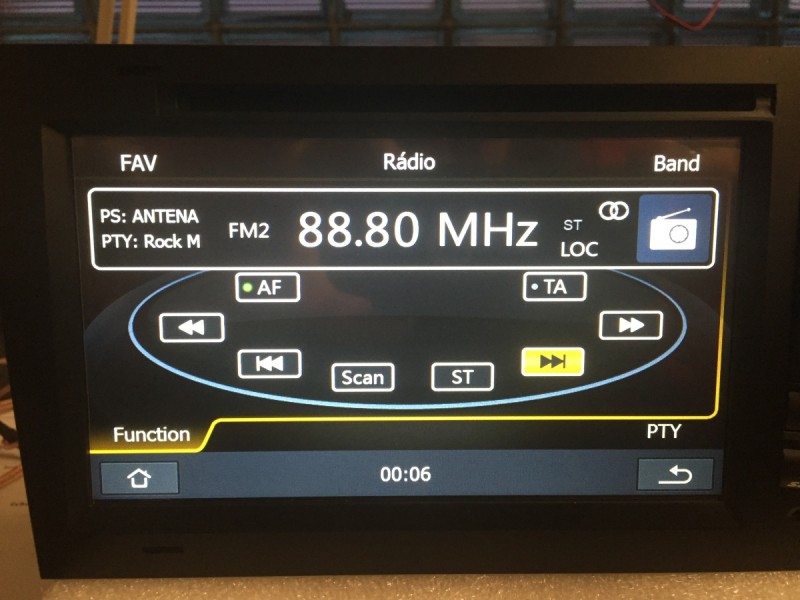 FAV Rádio Band
PS: ANTENA
PTY: Rock M
FM2 88.80 MHz ST
LOC
AF TA
Scan ST
Function PTY
00:06